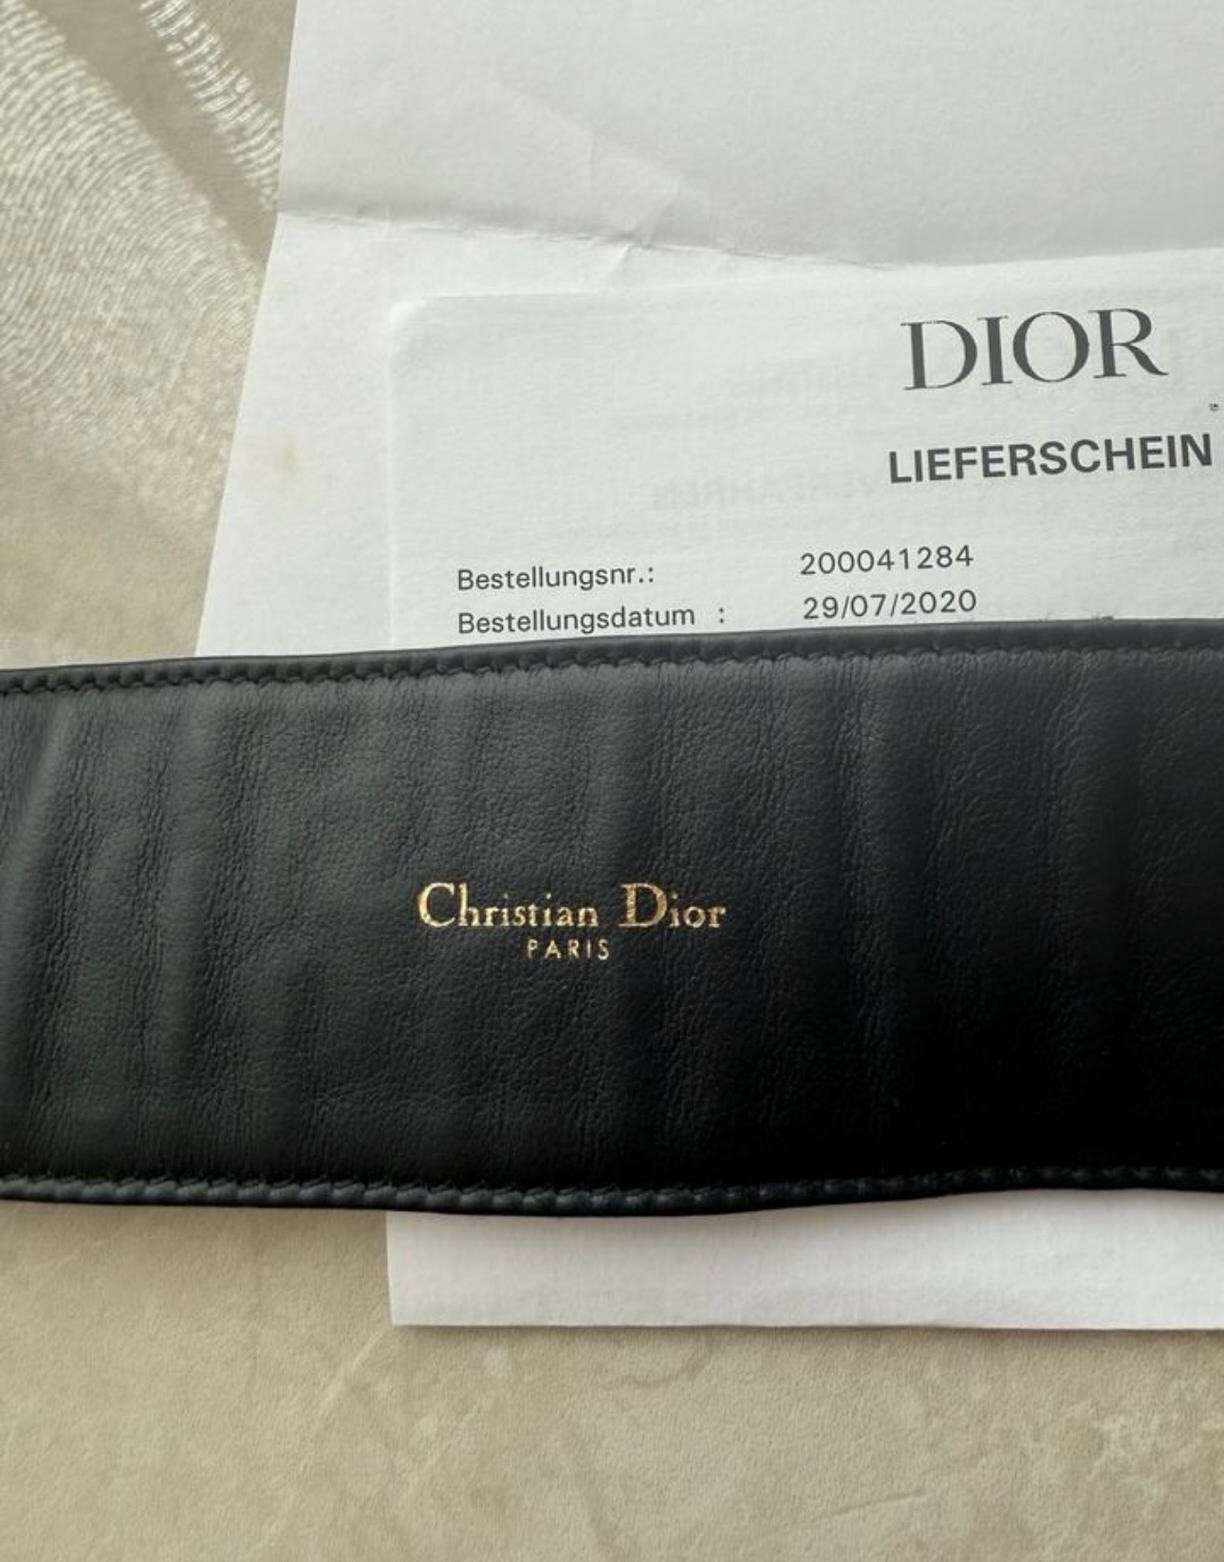 DIOR
LIEFERSCHEIN
Bestellungsnr.: 200041284
Bestellungsdatum : 29/07/2020
Christian Dior
PARIS